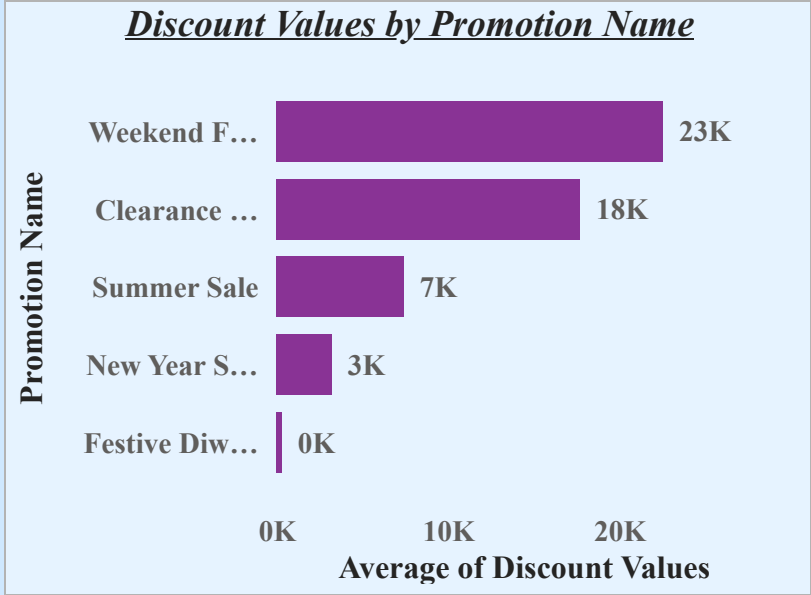 Discount Values by Promotion Name
Promotion Name
Weekend F... 23K
Clearance ... 18K
Summer Sale 7K
New Year S... 3K
Festive Diw... 0K
0K 10K 20K
Average of Discount Values